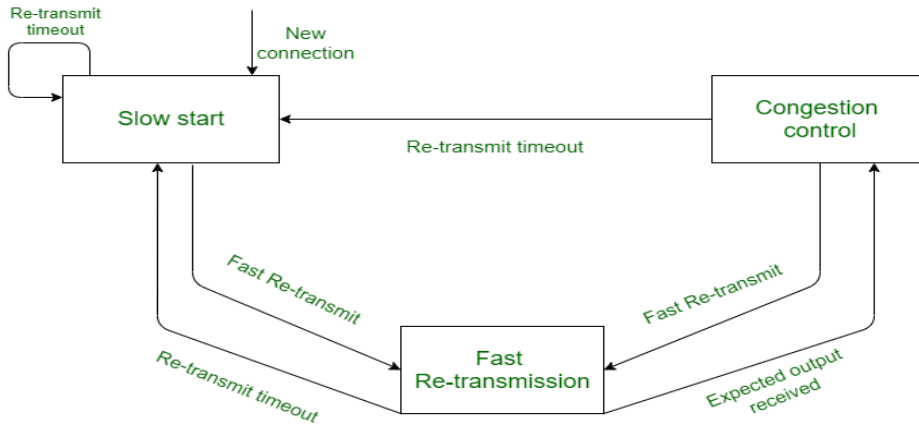 Re-transmit
timeout
New
connection
Slow start
Congestion
control
Re-transmit timeout
Fast Re-transmit
Fast Re-transmit
Fast
Re-transmission
Re-transmit timeout
Expected output
received